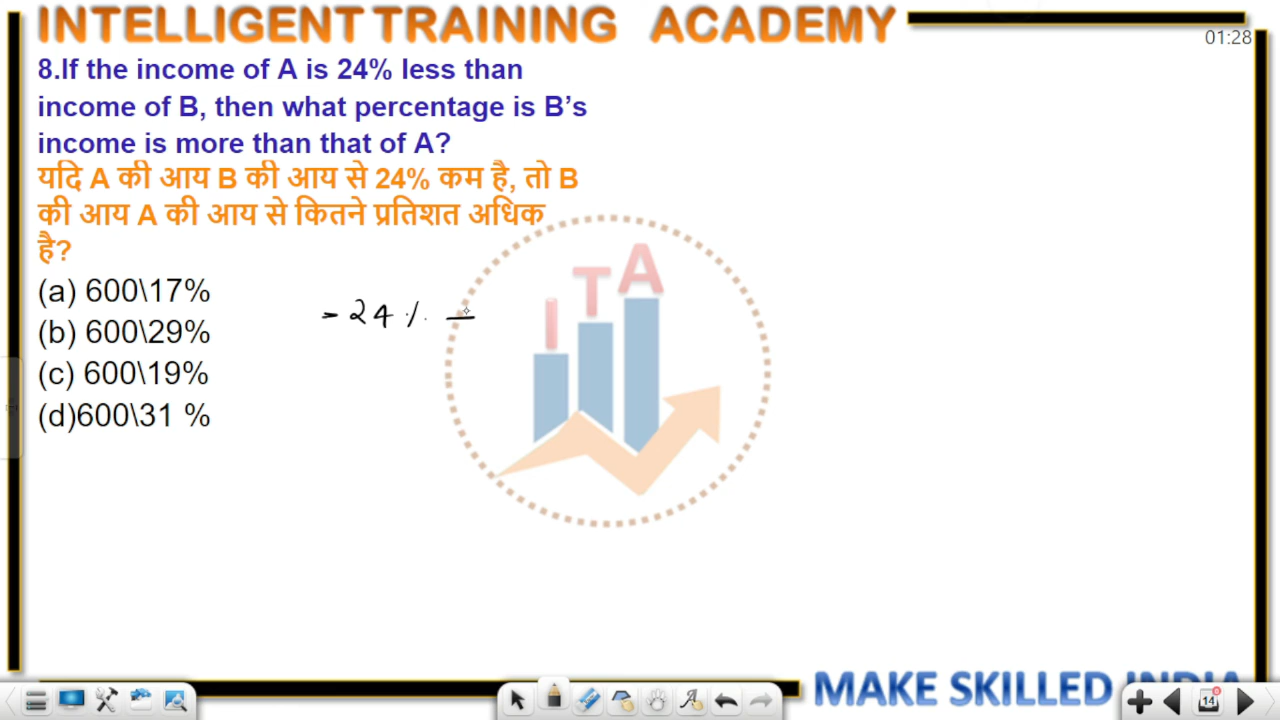 INTELLIGENT TRAINING ACADEMY
01:28
8.If the income of A is 24% less than
income of B, then what percentage is B’s
income is more than that of A?
यदि A की आय B की आय से 24% कम है, तो B
की आय A की आय से कितने प्रतिशत अधिक
है?
(a) 600\17%
(b) 600\29%
(c) 600\19%
(d)600\31 %
- 24 % =
I T A
MAKE SKILLED INDIA
14